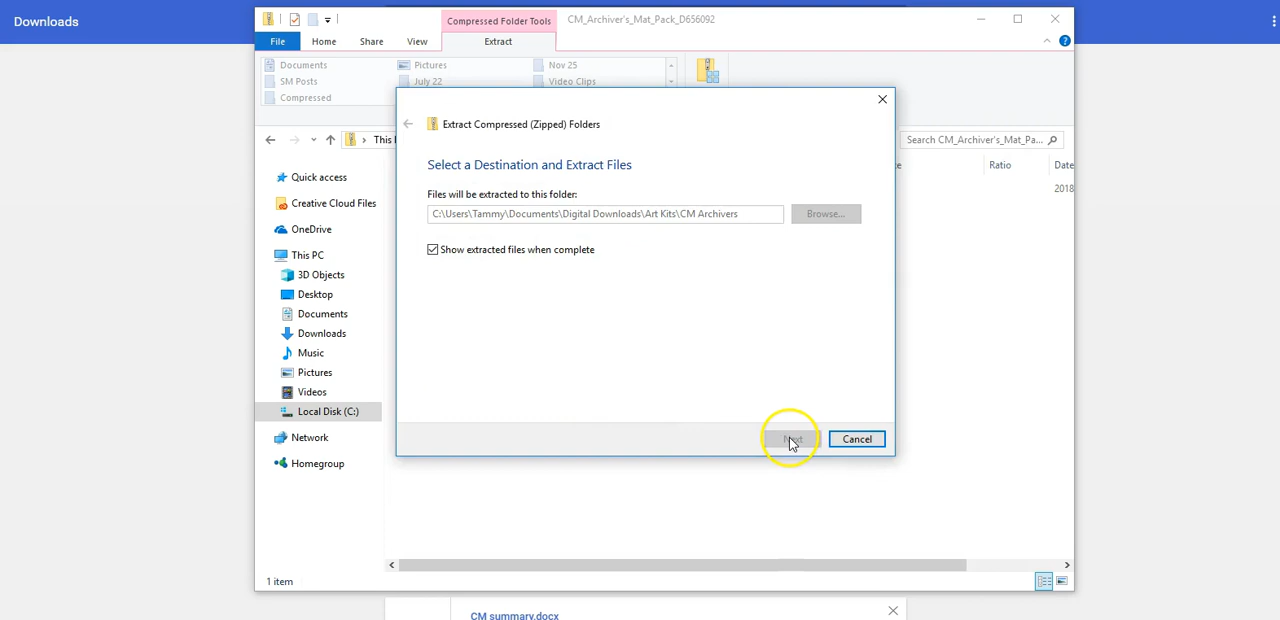 Downloads
Compressed Folder Tools
CM_Archiver's_Mat_Pack_D656092
File
Home
Share
View
Extract
Documents
Pictures
Nov 25
SM Posts
July 22
Video Clips
Compressed
This
Search CM_Archiver's_Mat_Pa...
Ratio
Date
2018
Extract Compressed (Zipped) Folders
Select a Destination and Extract Files
Files will be extracted to this folder:
C:\Users\Tammy\Documents\Digital Downloads\Art Kits\CM Archivers
Browse...
Show extracted files when complete
Next
Cancel
Quick access
Creative Cloud Files
OneDrive
This PC
3D Objects
Desktop
Documents
Downloads
Music
Pictures
Videos
Local Disk (C:)
Network
Homegroup
1 item
CM summary.docx